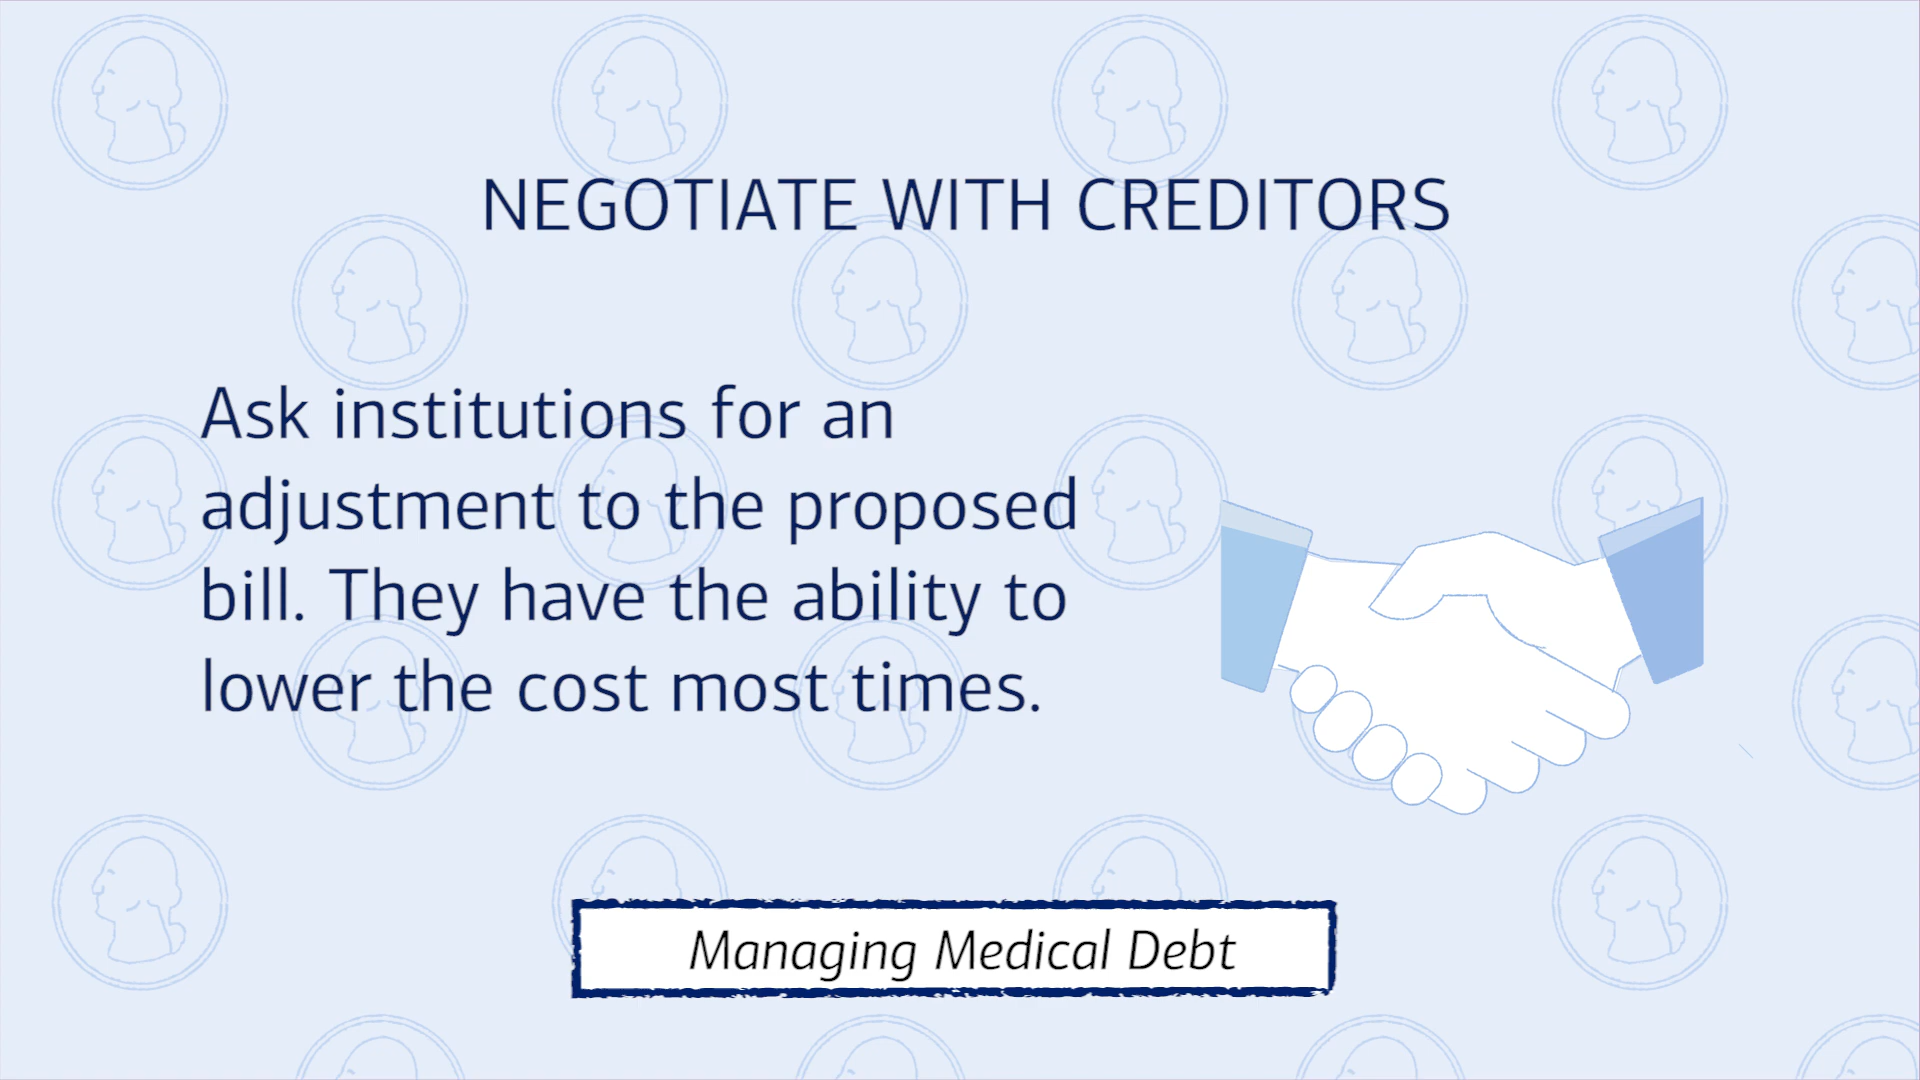 NEGOTIATE WITH CREDITORS
Ask institutions for an
adjustment to the proposed
bill. They have the ability to
lower the cost most times.
Managing Medical Debt